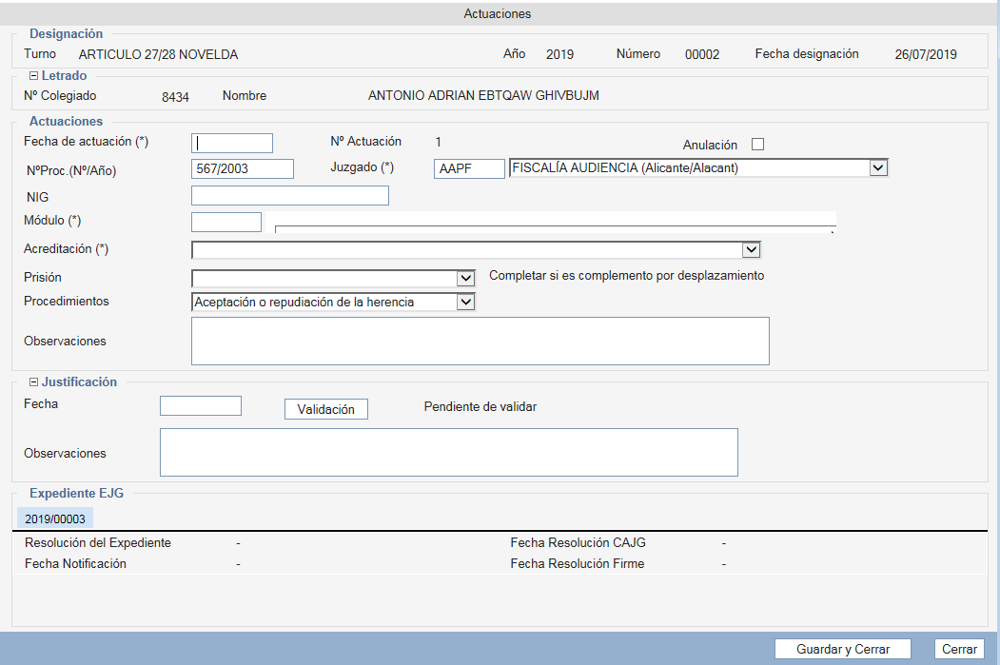 Actuaciones
Designación
Turno ARTICULO 27/28 NOVELDA Año 2019 Número 00002 Fecha designación 26/07/2019
Letrado
Nº Colegiado 8434 Nombre ANTONIO ADRIAN EBTQAW GHIVBUJM
Actuaciones
Fecha de actuación (*) Nº Actuación 1 Anulación
NºProc.(Nº/Año) 567/2003 Juzgado (*) AAPF FISCALÍA AUDIENCIA (Alicante/Alacant)
NIG
Módulo (*)
Acreditación (*)
Prisión Completar si es complemento por desplazamiento
Procedimientos Aceptación o repudiación de la herencia
Observaciones
Justificación
Fecha Validación Pendiente de validar
Observaciones
Expediente EJG
2019/00003
Resolución del Expediente - Fecha Resolución CAJG -
Fecha Notificación - Fecha Resolución Firme -
Guardar y Cerrar Cerrar